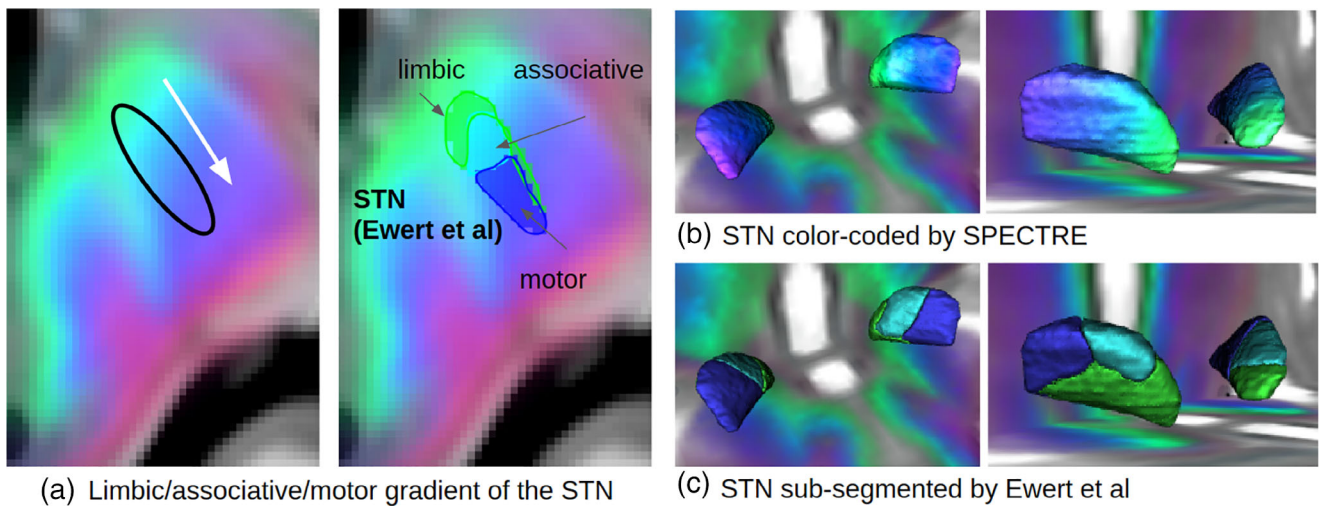 limbic
associative
STN
(Ewert et al)
motor
(a) Limbic/associative/motor gradient of the STN
(b) STN color-coded by SPECTRE
(c) STN sub-segmented by Ewert et al